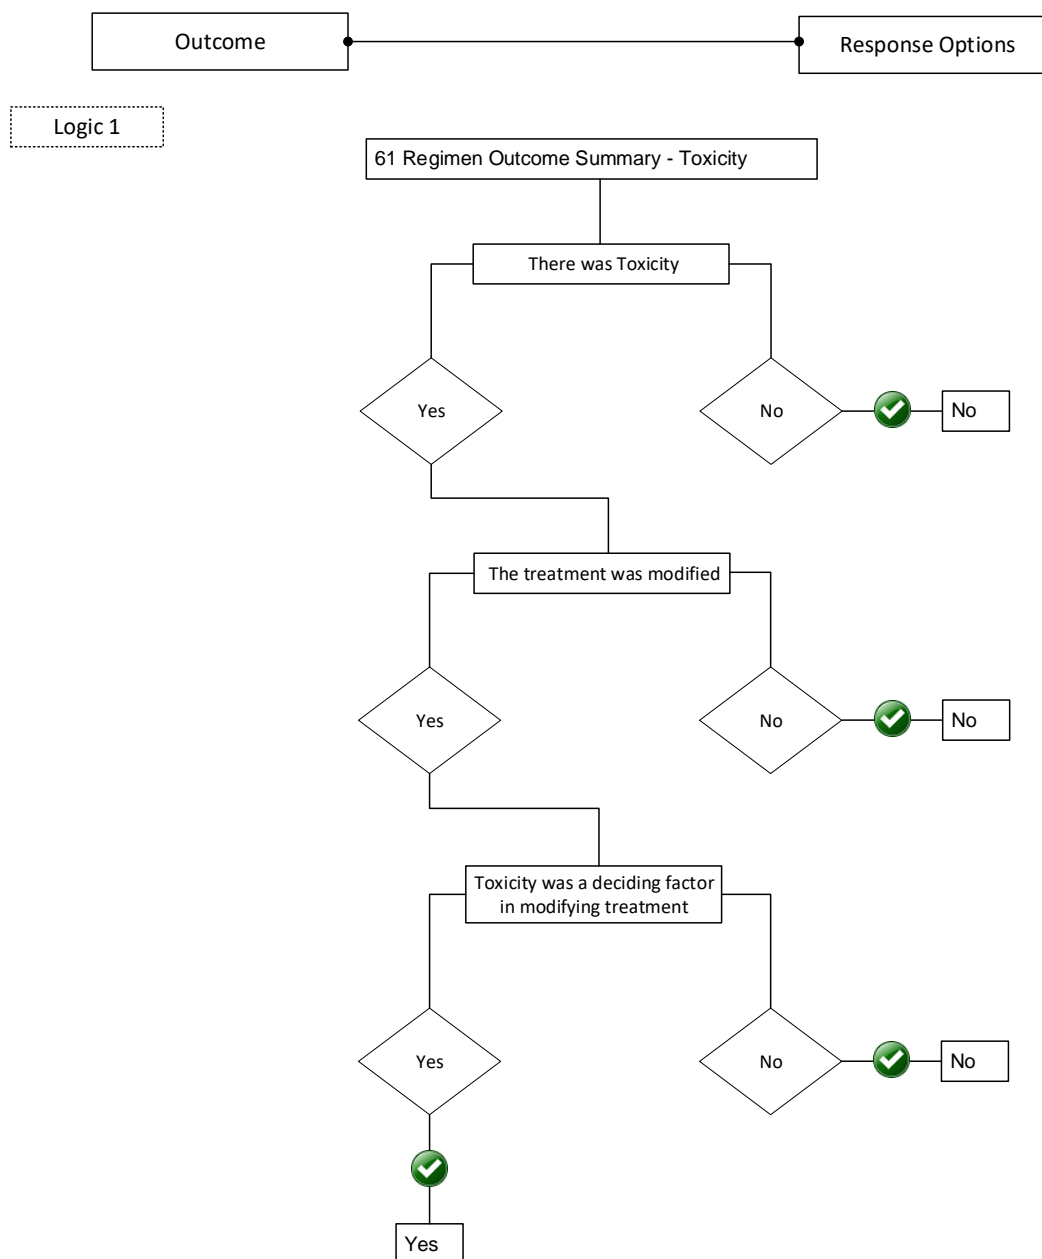 Outcome
Response Options
Logic 1
61 Regimen Outcome Summary - Toxicity
There was Toxicity
Yes
No
No
The treatment was modified
Yes
No
No
Toxicity was a deciding factor
in modifying treatment
Yes
No
No
Yes